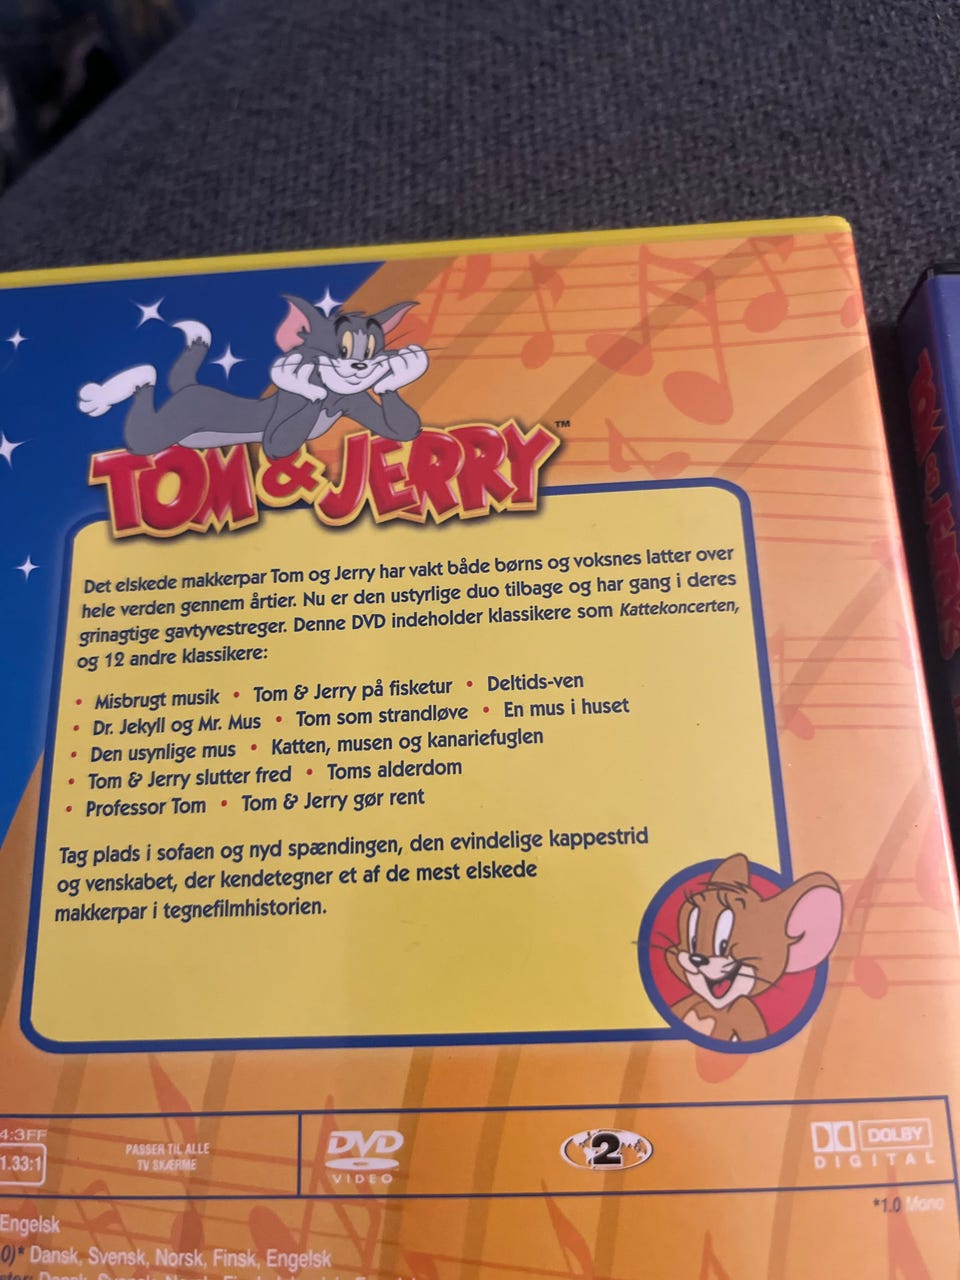 TOM & JERRY™
Det elskede makkerpar Tom og Jerry har vakt både børns og voksnes latter over
hele verden gennem årtier. Nu er den ustyrlige duo tilbage og har gang i deres
grinagtige gavtyvestreger. Denne DVD indeholder klassikere som Kattekoncerten,
og 12 andre klassikere:
• Misbrugt musik • Tom & Jerry på fisketur • Deltids-ven
• Dr. Jekyll og Mr. Mus • Tom som strandløve • En mus i huset
• Den usynlige mus • Katten, musen og kanariefuglen
• Tom & Jerry slutter fred • Toms alderdom
• Professor Tom • Tom & Jerry gør rent
Tag plads i sofaen og nyd spændingen, den evindelige kappestrid
og venskabet, der kendetegner et af de mest elskede
makkerpar i tegnefilmhistorien.
4:3FF
1.33:1
PASSER TIL ALLE
TV SKÆRME
DVD
VIDEO
2
DOLBY
DIGITAL
*1.0 Mono
Engelsk
0)* Dansk, Svensk, Norsk, Finsk, Engelsk
TOM & JERRY